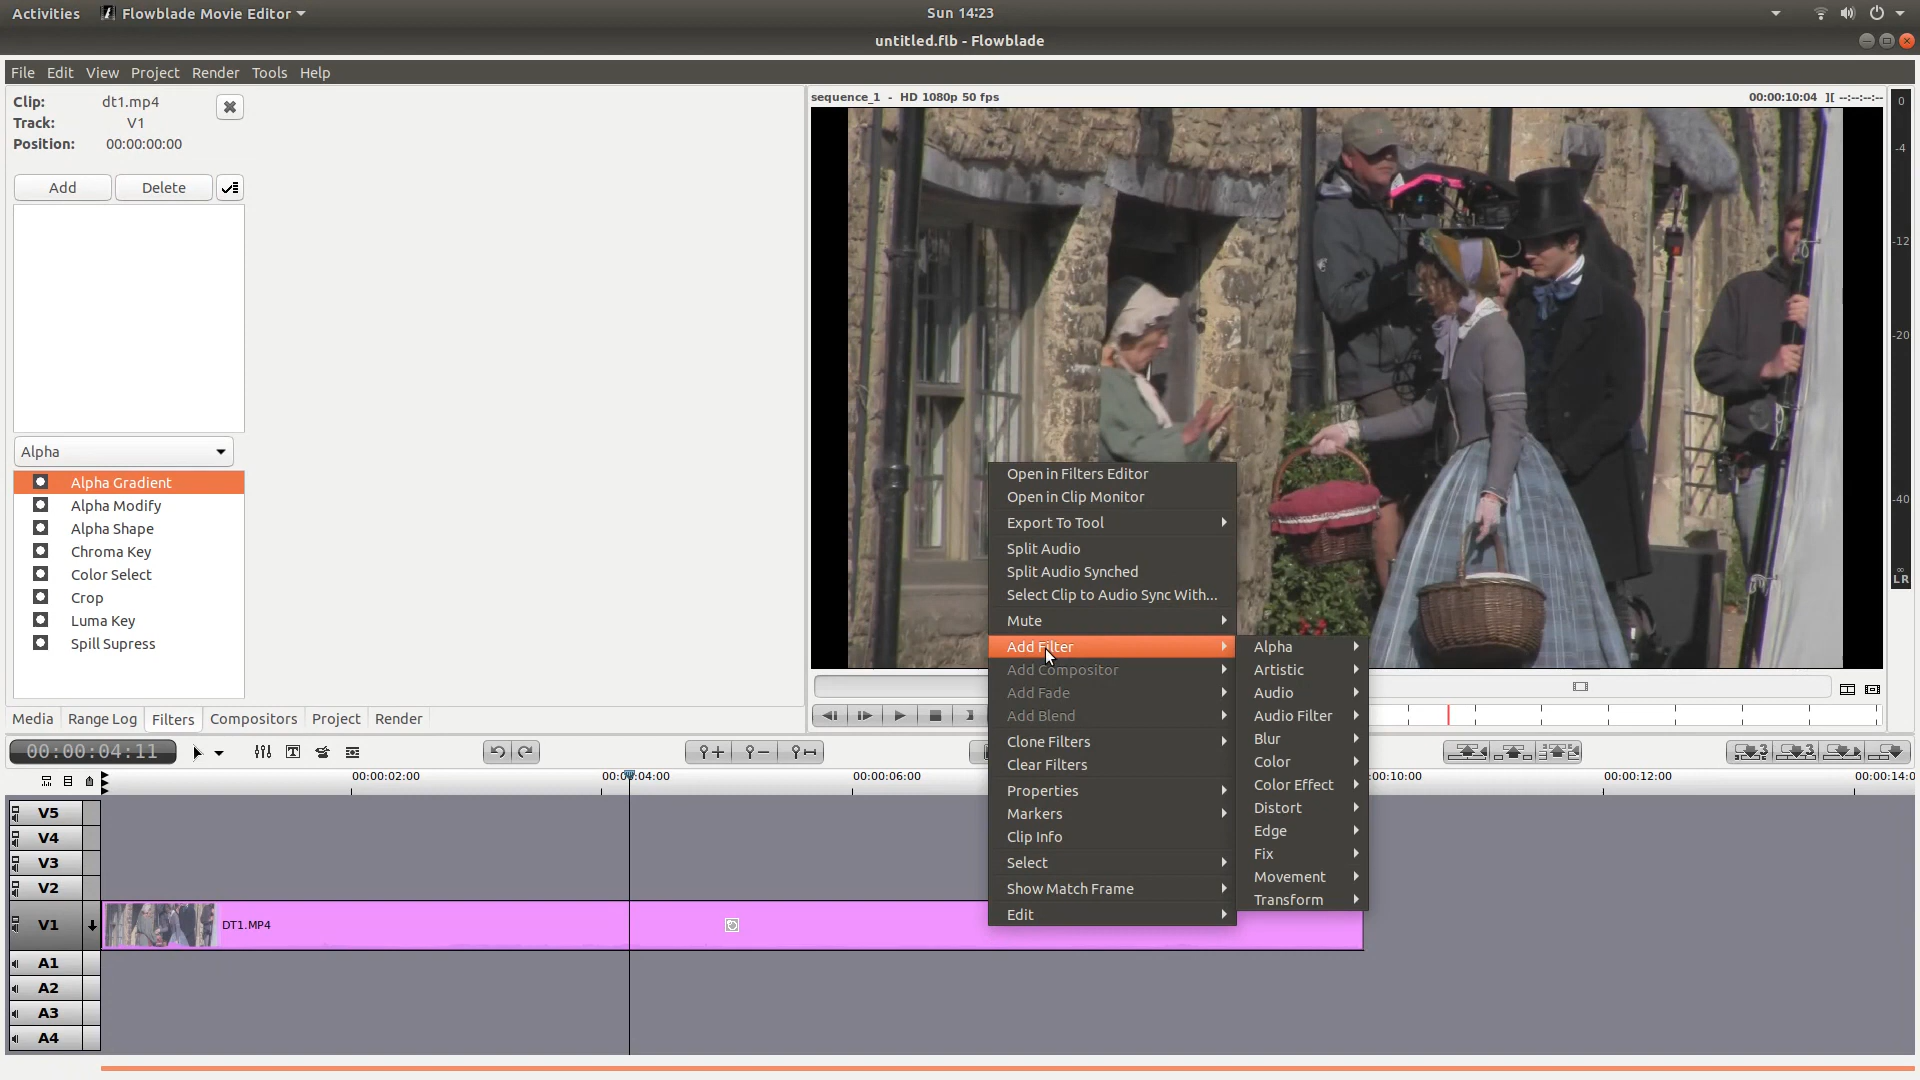 Activities Flowblade Movie Editor Sun 14:23
untitled.flb - Flowblade
File Edit View Project Render Tools Help
Clip: dt1.mp4
Track: V1
Position: 00:00:00:00
Add Delete
Alpha
Alpha Gradient
Alpha Modify
Alpha Shape
Chroma Key
Color Select
Crop
Luma Key
Spill Supress
sequence_1 - HD 1080p 50 fps 00:00:10:04 ][ --:--:--:--
0
-4
-12
-20
-40
∞
L R
Open in Filters Editor
Open in Clip Monitor
Export To Tool
Split Audio
Split Audio Synched
Select Clip to Audio Sync With...
Mute
Add Filter
Add Compositor
Add Fade
Add Blend
Clone Filters
Clear Filters
Properties
Markers
Clip Info
Select
Show Match Frame
Edit
Alpha
Artistic
Audio
Audio Filter
Blur
Color
Color Effect
Distort
Edge
Fix
Movement
Transform
Media Range Log Filters Compositors Project Render
00:00:04:11
00:00:02:00 00:00:04:00 00:00:06:00 :00:10:00 00:00:12:00 00:00:14:0
V5
V4
V3
V2
V1 DT1.MP4
A1
A2
A3
A4